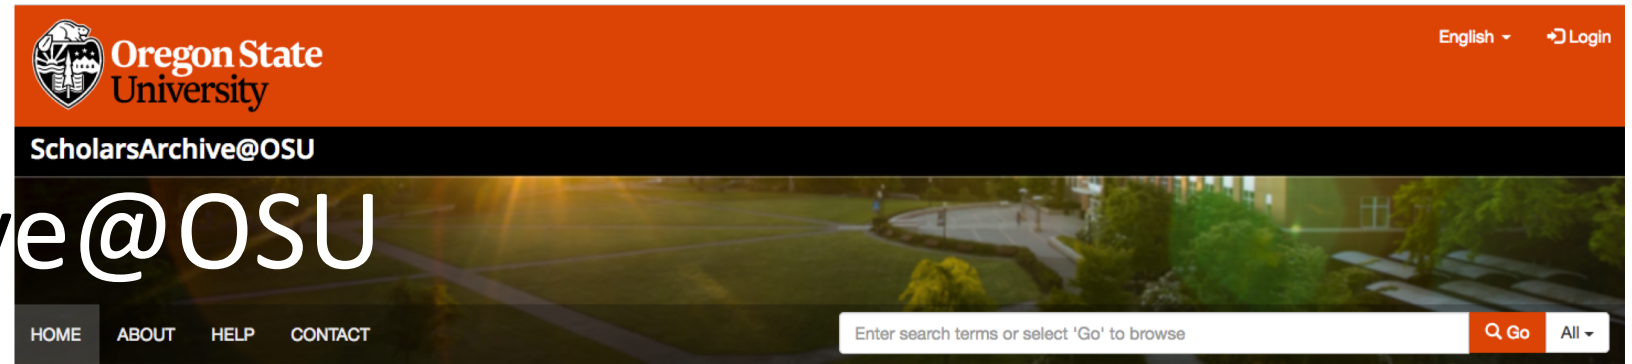 Oregon State
University
English
Login
ScholarsArchive@OSU
ve@OSU
HOME ABOUT HELP CONTACT
Enter search terms or select 'Go' to browse
Go
All